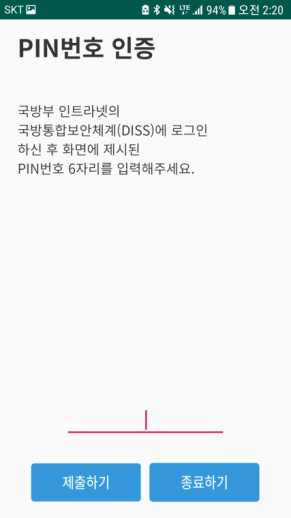 SKT LTE 94% 오전 2:20
PIN번호 인증
국방부 인트라넷의
국방통합보안체계(DISS)에 로그인
하신 후 화면에 제시된
PIN번호 6자리를 입력해주세요.
제출하기 종료하기